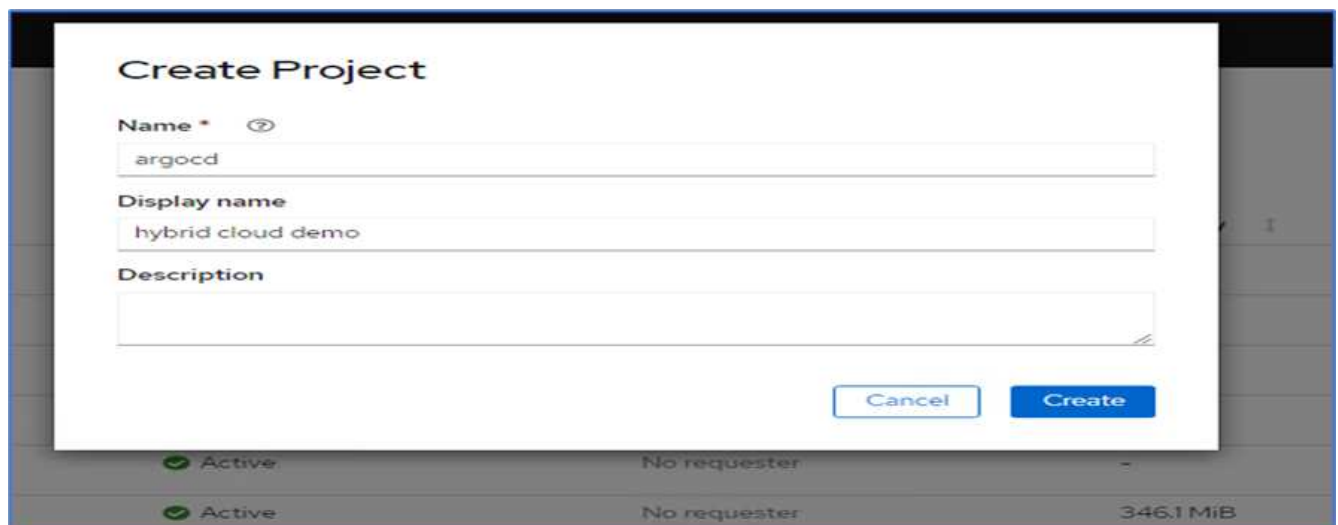 Create Project
Name *
argocd
Display name
hybrid cloud demo
Description
Cancel Create
Active No requester -
Active No requester 346.1 MiB